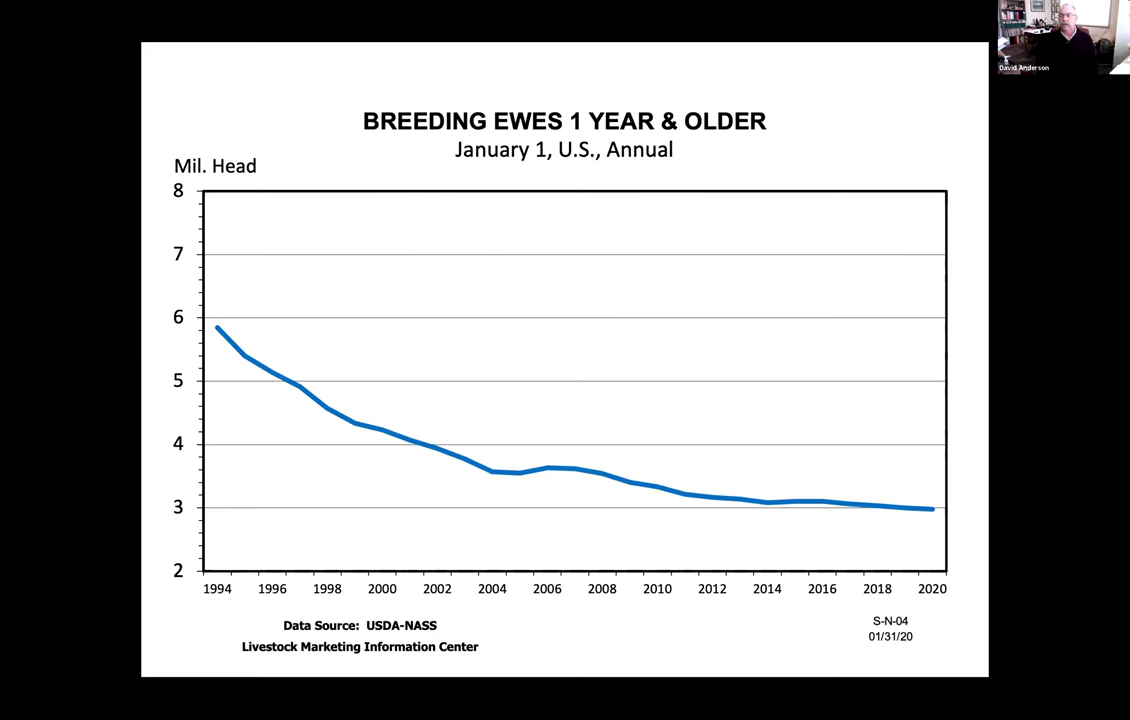 David Anderson
BREEDING EWES 1 YEAR & OLDER
January 1, U.S., Annual
Mil. Head
8
7
6
5
4
3
2
1994 1996 1998 2000 2002 2004 2006 2008 2010 2012 2014 2016 2018 2020
Data Source: USDA-NASS
Livestock Marketing Information Center
S-N-04
01/31/20